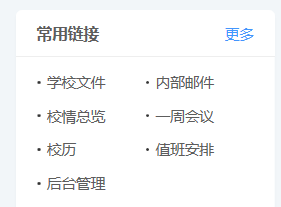 常用链接 更多
• 学校文件 • 内部邮件
• 校情总览 • 一周会议
• 校历 • 值班安排
• 后台管理